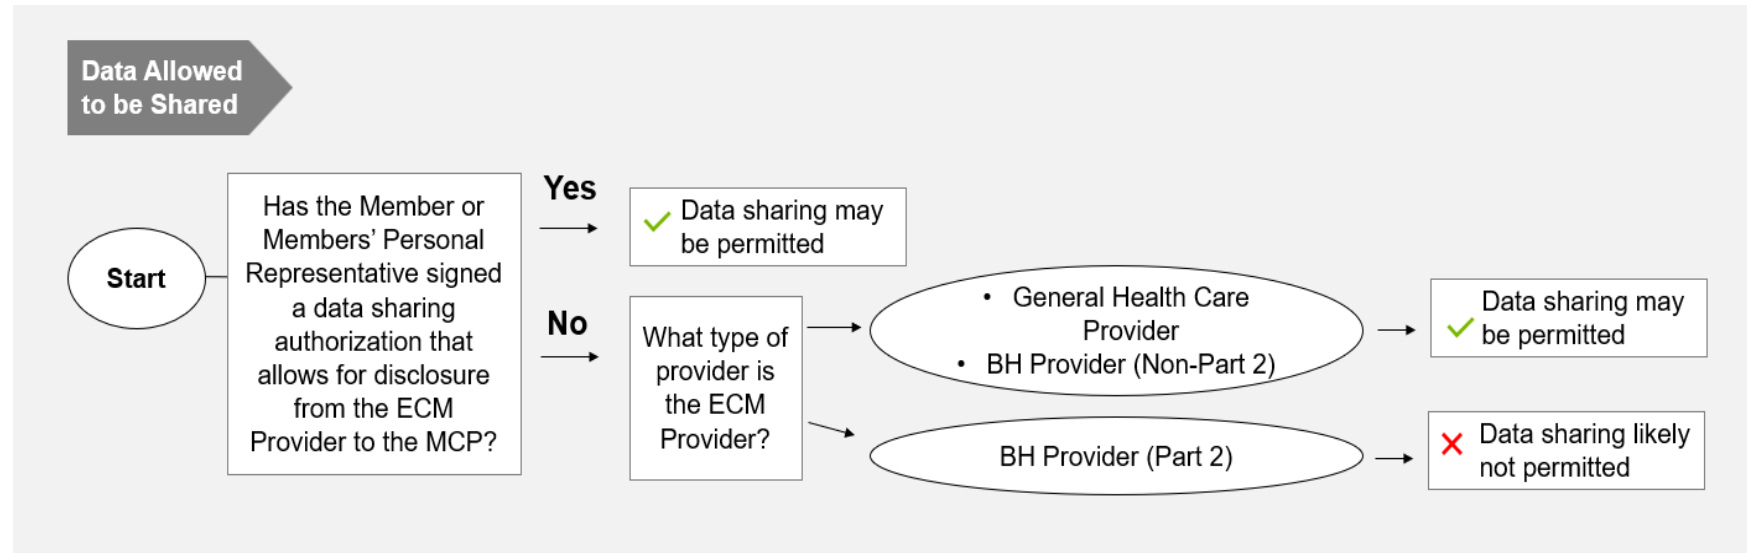 Data Allowed
to be Shared
Start
Has the Member or
Members' Personal
Representative signed
a data sharing
authorization that
allows for disclosure
from the ECM
Provider to the MCP?
Yes
Data sharing may
be permitted
No
What type of
provider is
the ECM
Provider?
• General Health Care
Provider
• BH Provider (Non-Part 2)
Data sharing may
be permitted
BH Provider (Part 2)
Data sharing likely
not permitted